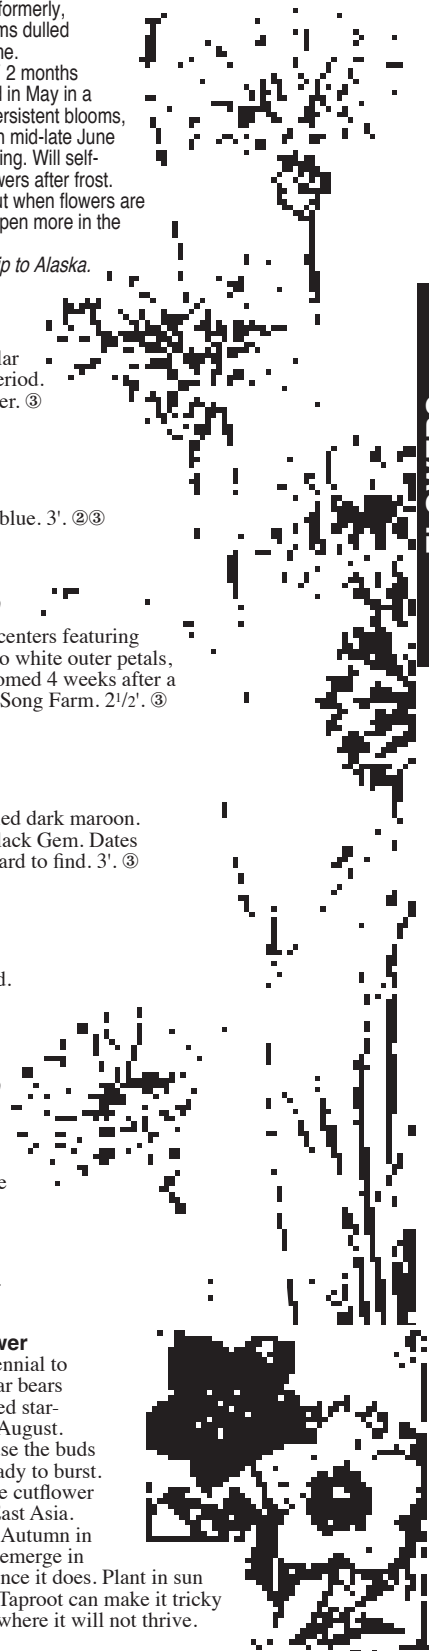 formerly,
ms dulled
ne.
2 months
l in May in a
ersistent blooms,
n mid-late June
ing. Will self-
wers after frost.
ut when flowers are
pen more in the
ip to Alaska.
lar
eriod.
er. ③
blue. 3'. ②③
centers featuring
o white outer petals,
omed 4 weeks after a
Song Farm. 21/2'. ③
ed dark maroon.
lack Gem. Dates
ard to find. 3'. ③
d.
e
wer
ennial to
ar bears
ed star-
August.
se the buds
ady to burst.
e cutflower
East Asia.
Autumn in
emerge in
nce it does. Plant in sun
Taproot can make it tricky
where it will not thrive.